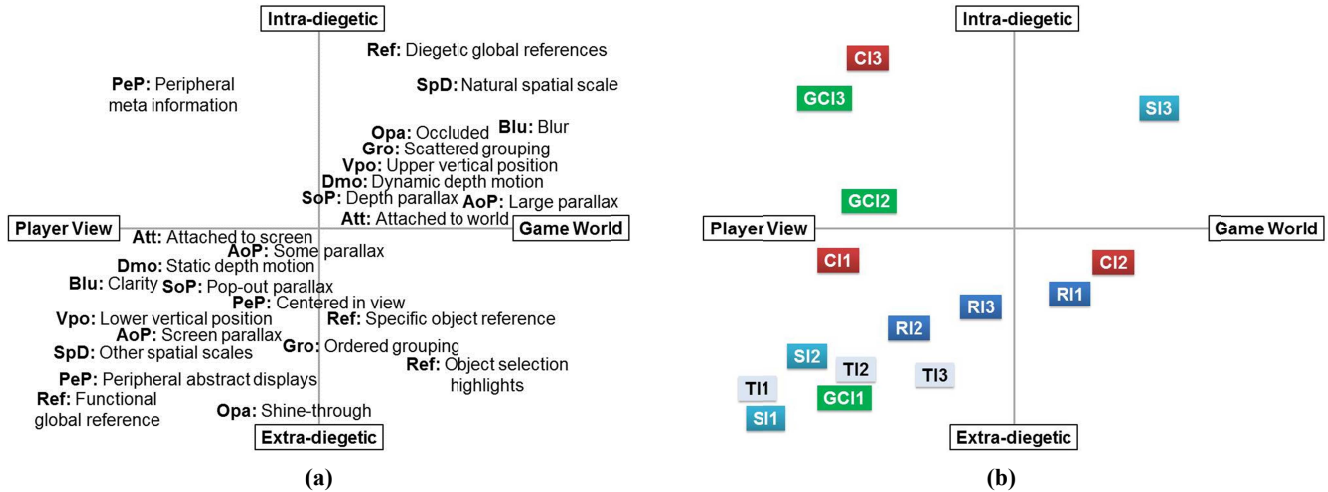 Intra-diegetic
Ref: Diegetic global references
PeP: Peripheral
meta information
SpD: Natural spatial scale
Opa: Occluded
Blu: Blur
Gro: Scattered grouping
Vpo: Upper vertical position
Dmo: Dynamic depth motion
SoP: Depth parallax
AoP: Large parallax
Att: Attached to world
Player View
Game World
Att: Attached to screen
AoP: Some parallax
Dmo: Static depth motion
Blu: Clarity
SoP: Pop-out parallax
PeP: Centered in view
Vpo: Lower vertical position
Ref: Specific object reference
AoP: Screen parallax
SpD: Other spatial scales
Gro: Ordered grouping
Ref: Object selection
highlights
PeP: Peripheral abstract displays
Ref: Functional
global reference
Opa: Shine-through
Extra-diegetic
(a)
Intra-diegetic
CI3
GCI3
SI3
GCI2
Player View
Game World
CI1
CI2
RI1
RI3
RI2
SI2
TI2
TI3
TI1
GCI1
SI1
Extra-diegetic
(b)